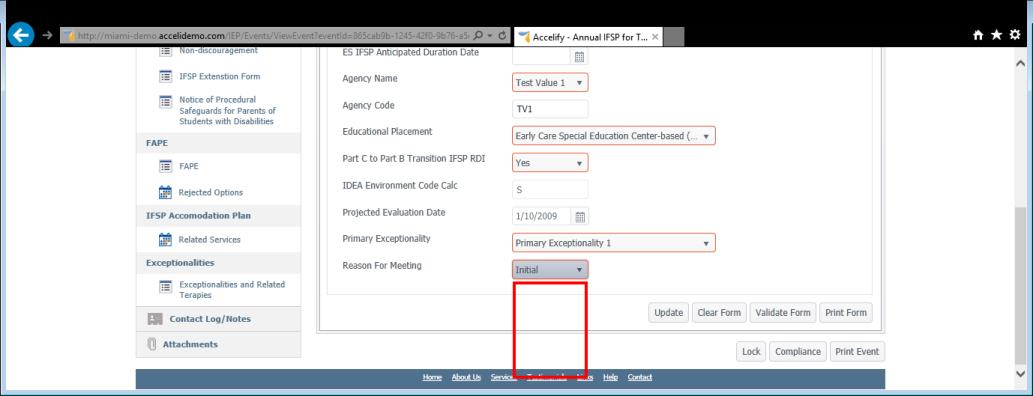 http://miami-demo.accelidemo.com/IEP/Events/ViewEvent?eventId=865cab9b-1245-42f0-9b76-a5
Accelify - Annual IFSP for T...
Non-discouragement
IFSP Extenstion Form
Notice of Procedural
Safeguards for Parents of
Students with Disabilities
FAPE
FAPE
Rejected Options
IFSP Accomodation Plan
Related Services
Exceptionalities
Exceptionalities and Related
Terapies
Contact Log/Notes
Attachments
ES IFSP Anticipated Duration Date
Agency Name Test Value 1
Agency Code TV1
Educational Placement Early Care Special Education Center-based (...
Part C to Part B Transition IFSP RDI Yes
IDEA Environment Code Calc S
Projected Evaluation Date 1/10/2009
Primary Exceptionality Primary Exceptionality 1
Reason For Meeting Initial
Update Clear Form Validate Form Print Form
Lock Compliance Print Event
Home About Us Help Contact